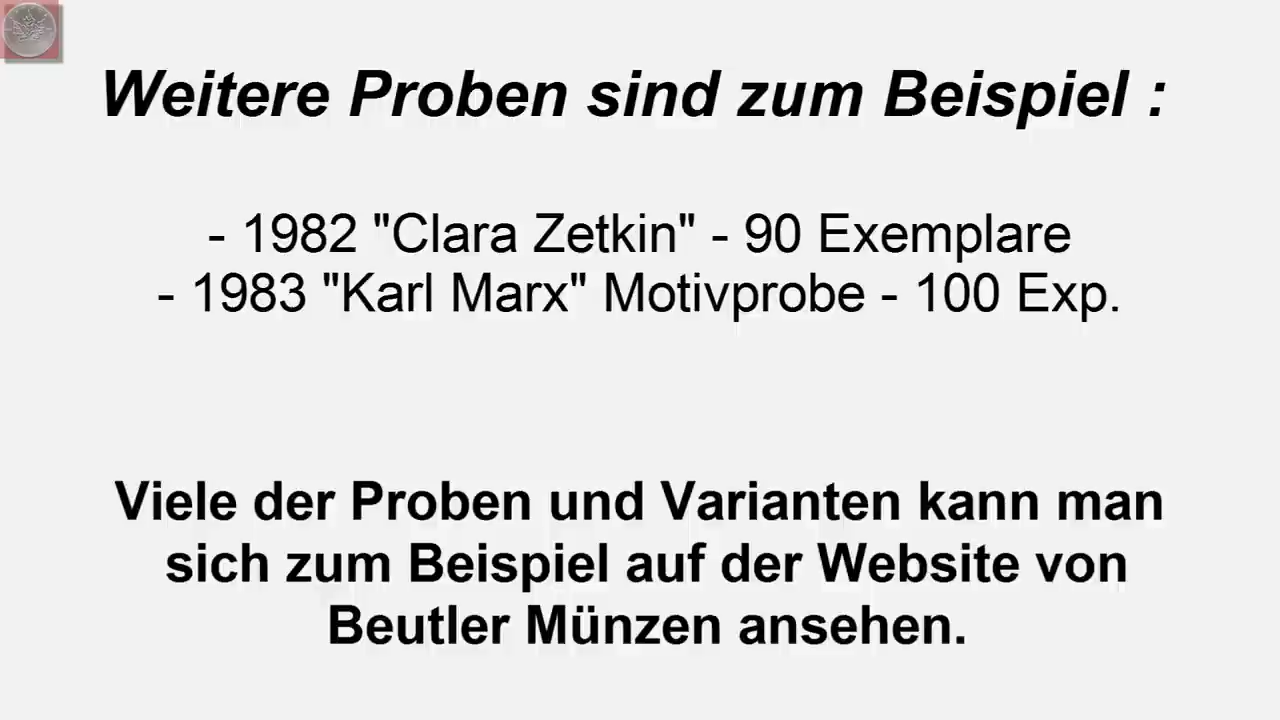 Weitere Proben sind zum Beispiel :
- 1982 "Clara Zetkin" - 90 Exemplare
- 1983 "Karl Marx" Motivprobe - 100 Exp.
Viele der Proben und Varianten kann man
sich zum Beispiel auf der Website von
Beutler Münzen ansehen.